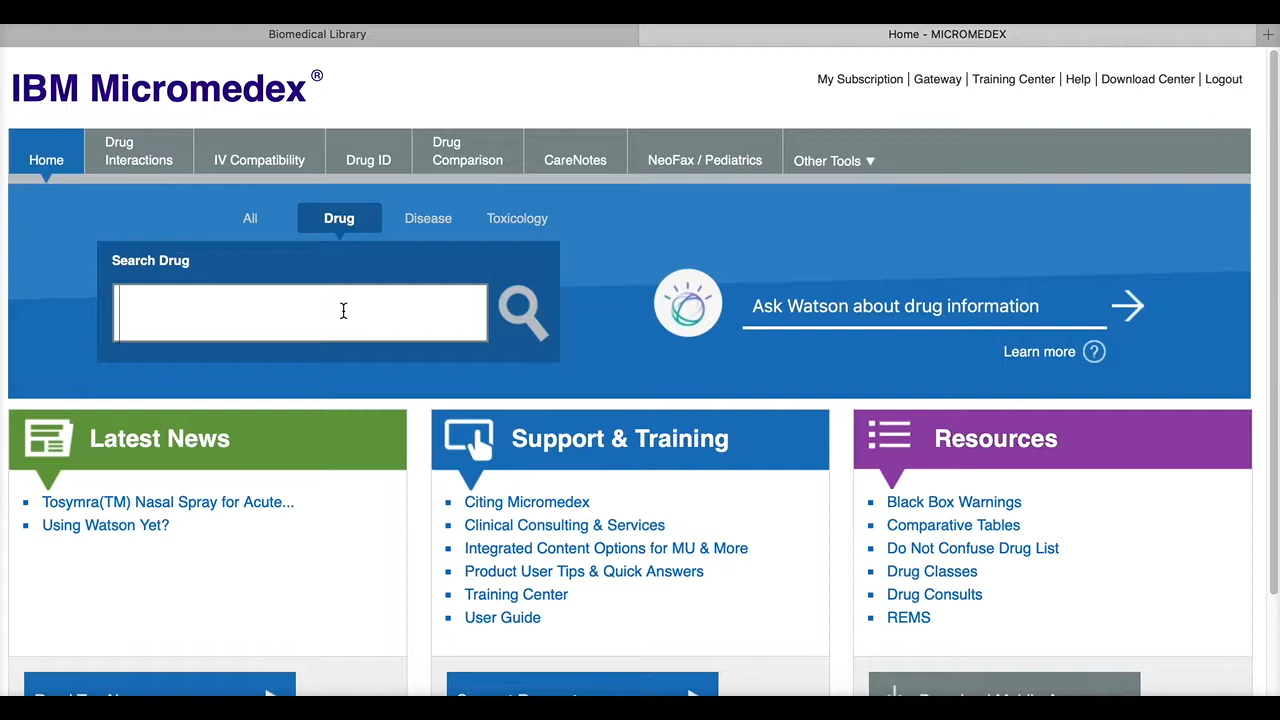 Biomedical Library
Home - MICROMEDEX
IBM Micromedex®
My Subscription | Gateway | Training Center | Help | Download Center | Logout
Home
Drug Interactions
IV Compatibility
Drug ID
Drug Comparison
CareNotes
NeoFax / Pediatrics
Other Tools ▼
All
Drug
Disease
Toxicology
Search Drug
Ask Watson about drug information
Learn more ?
Latest News
Tosymra(TM) Nasal Spray for Acute...
Using Watson Yet?
Support & Training
Citing Micromedex
Clinical Consulting & Services
Integrated Content Options for MU & More
Product User Tips & Quick Answers
Training Center
User Guide
Resources
Black Box Warnings
Comparative Tables
Do Not Confuse Drug List
Drug Classes
Drug Consults
REMS